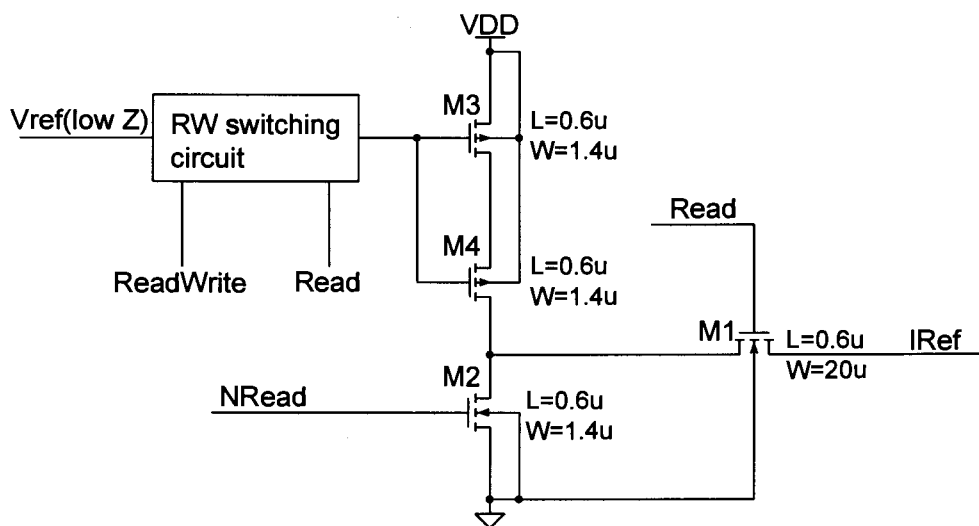 VDD
M3
Vref(low Z)
RW switching
circuit
L=0.6u
W=1.4u
Read
M4
ReadWrite
Read
L=0.6u
W=1.4u
M1
L=0.6u
W=20u
IRef
M2
NRead
L=0.6u
W=1.4u